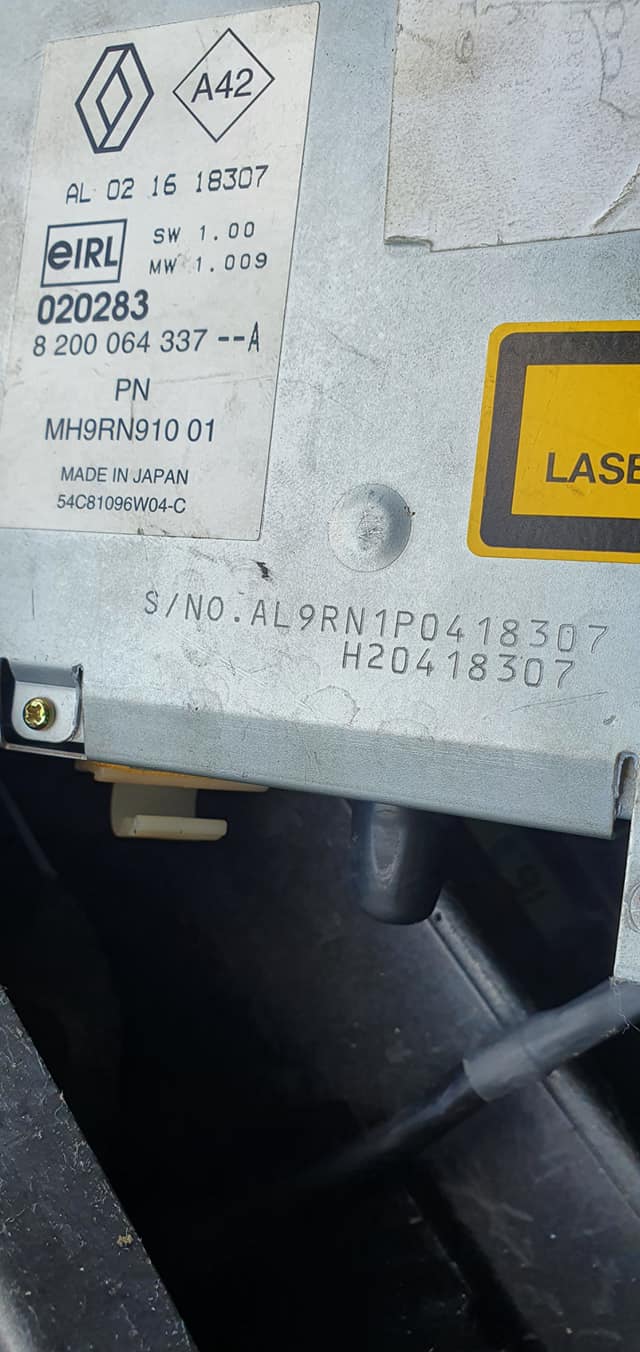 A42
AL 02 16 18307
eIRL
SW 1.00
MW 1.009
020283
8 200 064 337 --A
PN
MH9RN910 01
MADE IN JAPAN
54C81096W04-C
LASE
S/NO.AL9RN1P0418307
H20418307